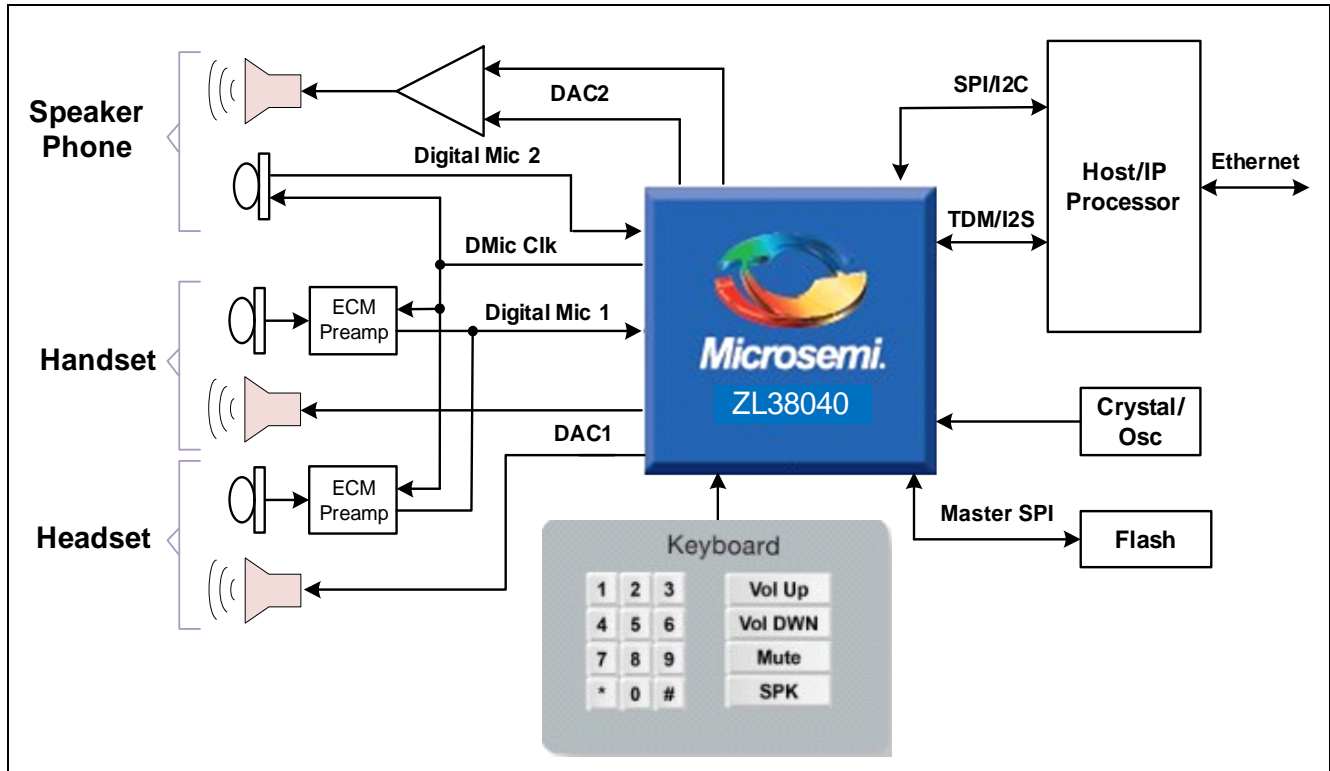 Speaker
Phone
DAC2
Digital Mic 2
DMic Clk
SPI/I2C
TDM/I2S
Host/IP
Processor
Ethernet
Handset
ECM
Preamp
Digital Mic 1
Microsemi.
ZL38040
DAC1
Crystal/
Osc
Headset
ECM
Preamp
Master SPI
Flash
Keyboard
1 2 3 Vol Up
4 5 6 Vol DWN
7 8 9 Mute
* 0 # SPK